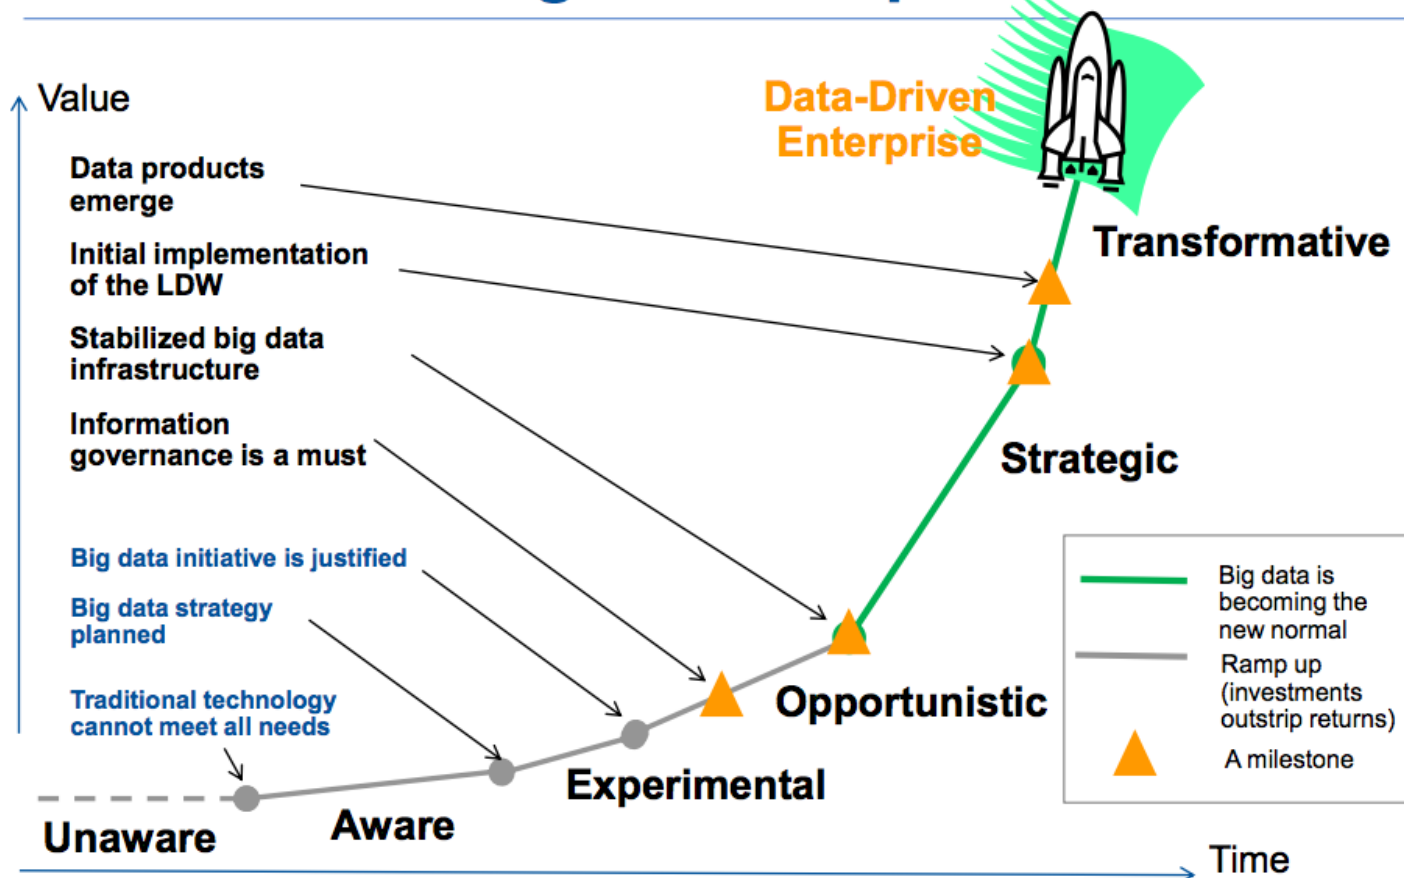 Value
Data-Driven
Enterprise
Data products
emerge
Transformative
Initial implementation
of the LDW
Stabilized big data
infrastructure
Information
governance is a must
Strategic
Big data initiative is justified
Big data strategy
planned
Traditional technology
cannot meet all needs
Opportunistic
Experimental
Aware
Unaware
Big data is
becoming the
new normal
Ramp up
(investments
outstrip returns)
A milestone
Time